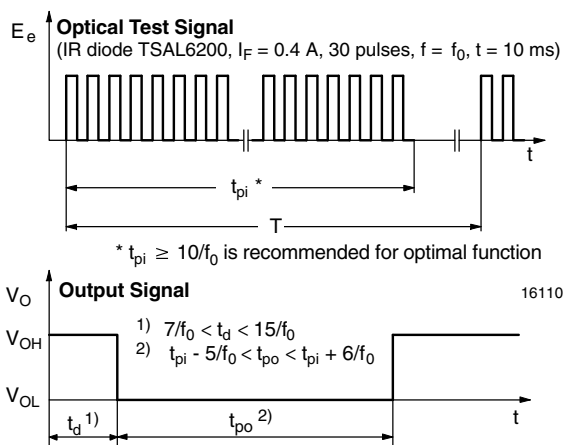 E_e Optical Test Signal
(IR diode TSAL6200, I_F = 0.4 A, 30 pulses, f = f_0, t = 10 ms)
t
t_pi *
T
* t_pi ≥ 10/f_0 is recommended for optimal function
V_O Output Signal 16110
V_OH
1) 7/f_0 < t_d < 15/f_0
2) t_pi - 5/f_0 < t_po < t_pi + 6/f_0
V_OL
t_d 1) t_po 2) t